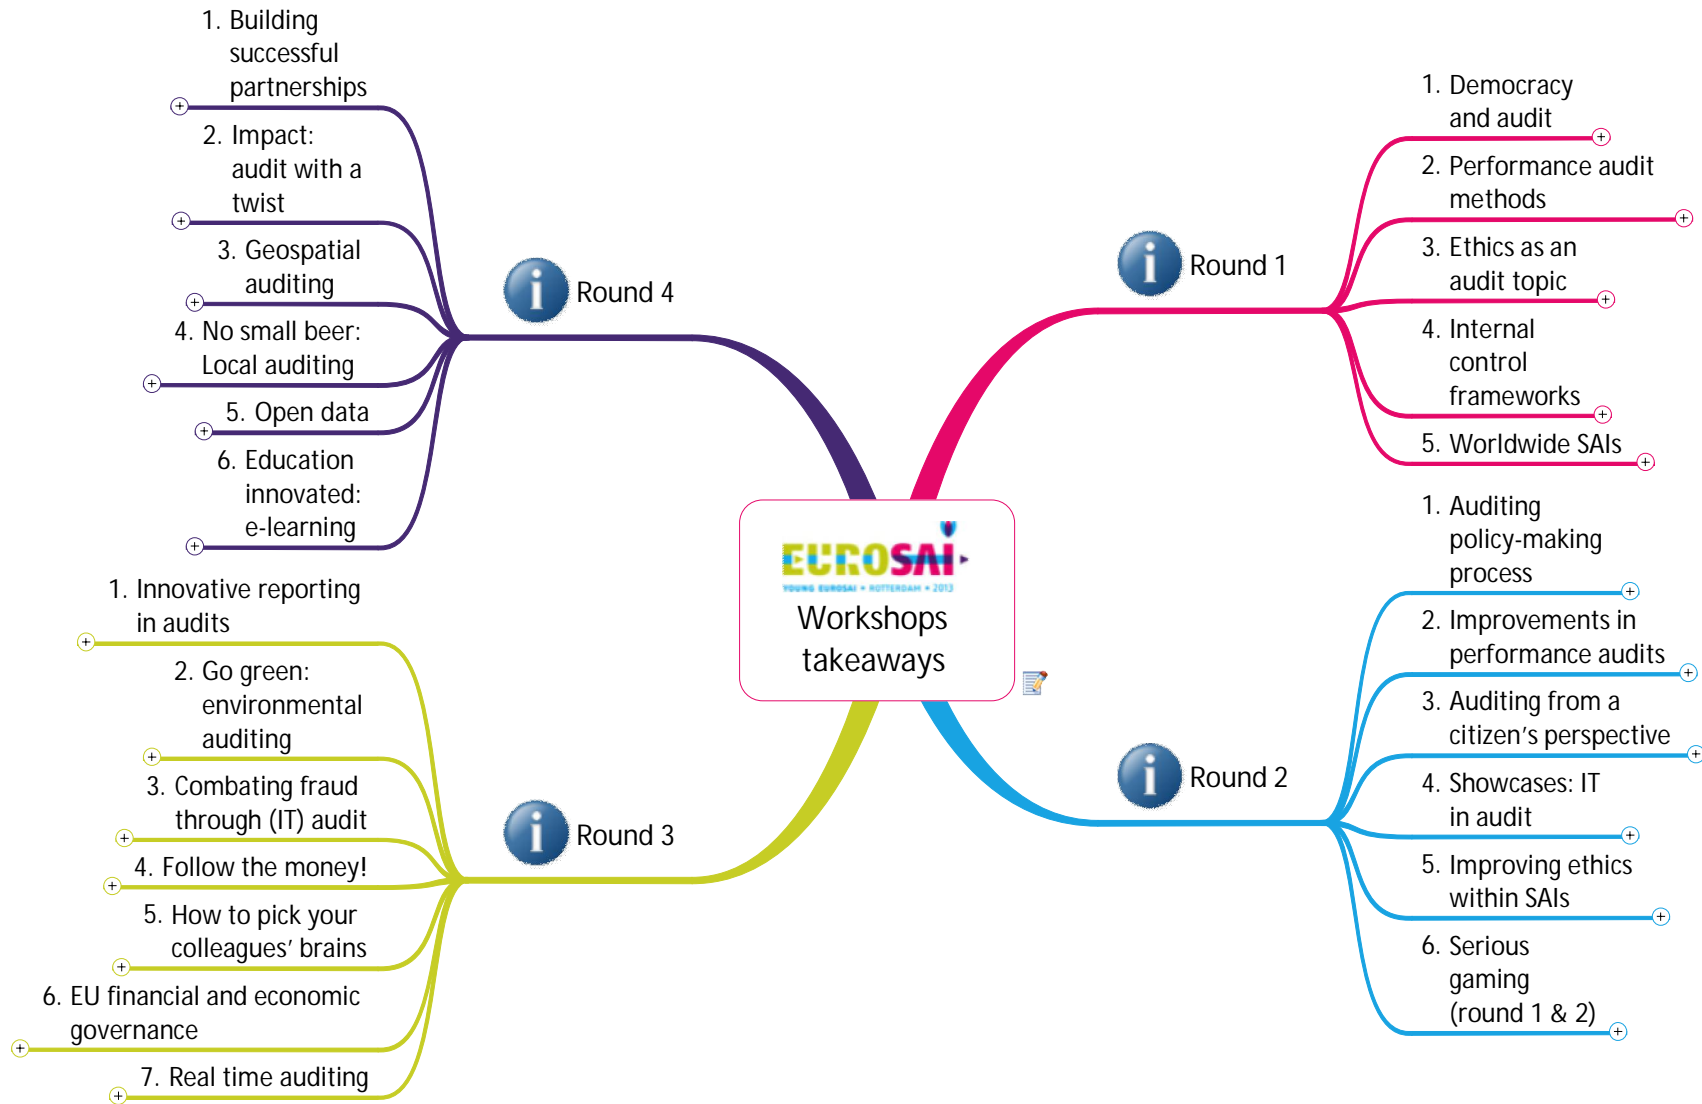 EUROSAI
YOUNG EUROSAI • ROTTERDAM • 2013
Workshops
takeaways
Round 1
1. Democracy
and audit
2. Performance audit
methods
3. Ethics as an
audit topic
4. Internal
control
frameworks
5. Worldwide SAIs
Round 2
1. Auditing
policy-making
process
2. Improvements in
performance audits
3. Auditing from a
citizen's perspective
4. Showcases: IT
in audit
5. Improving ethics
within SAIs
6. Serious
gaming
(round 1 & 2)
Round 3
1. Innovative reporting
in audits
2. Go green:
environmental
auditing
3. Combating fraud
through (IT) audit
4. Follow the money!
5. How to pick your
colleagues' brains
6. EU financial and economic
governance
7. Real time auditing
Round 4
1. Building
successful
partnerships
2. Impact:
audit with a
twist
3. Geospatial
auditing
4. No small beer:
Local auditing
5. Open data
6. Education
innovated:
e-learning